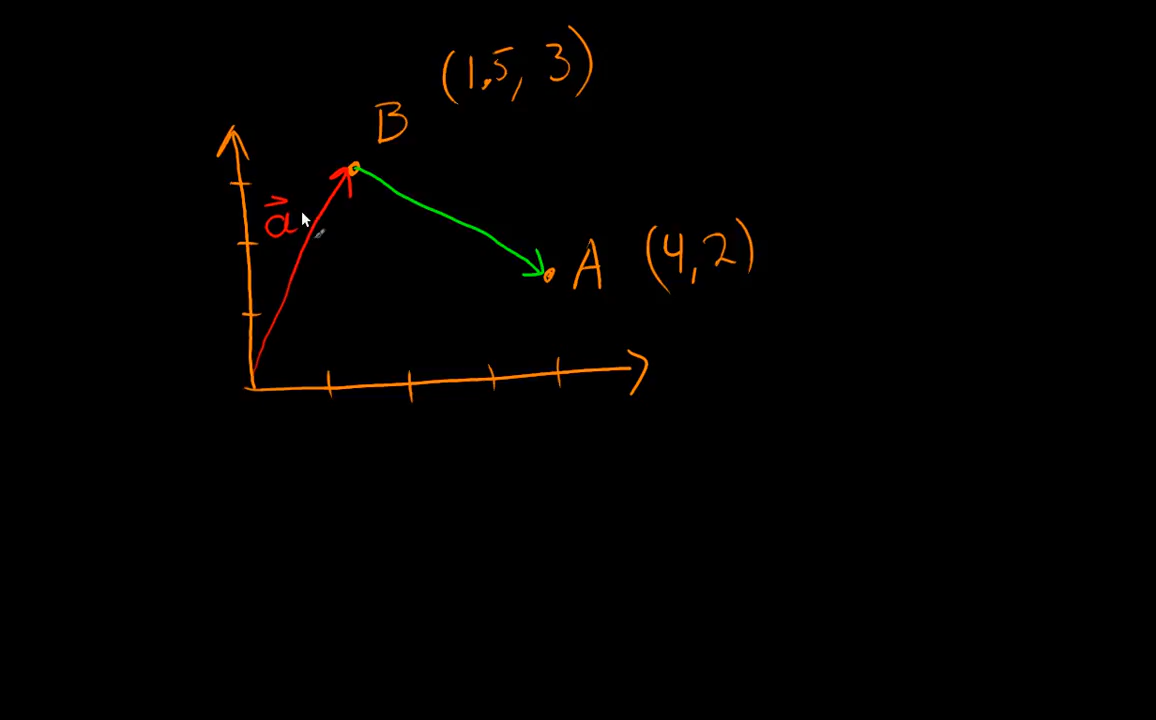 (1,5, 3)
B
a⃗
A (4,2)